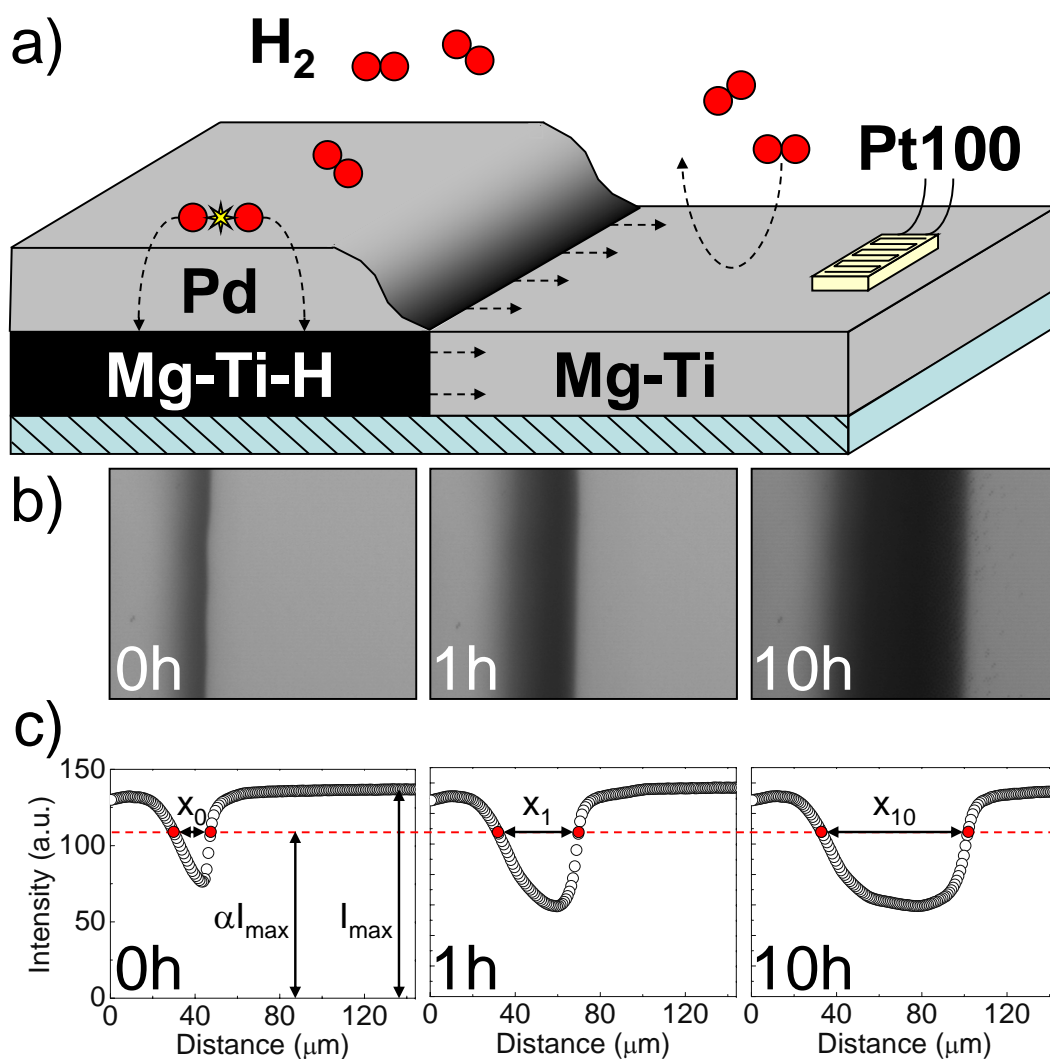 a)
H₂
Pt100
Pd
Mg-Ti-H
Mg-Ti
b)
0h
1h
10h
c)
Intensity (a.u.)
150
100
50
0
x₀
αIₘₐₓ
Iₘₐₓ
0h
0 40 80 120
Distance (μm)
x₁
1h
0 40 80 120
Distance (μm)
x₁₀
10h
0 40 80 120
Distance (μm)